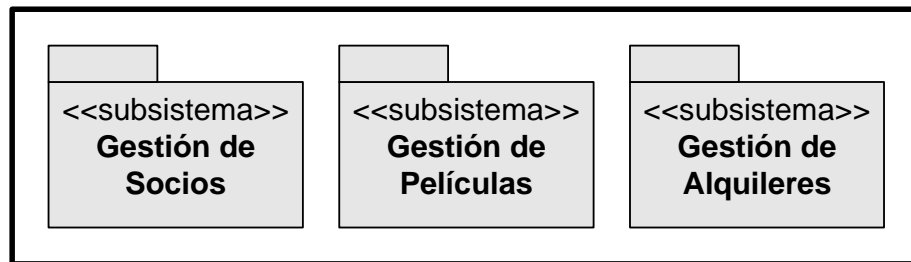 <<subsistema>>
Gestión de
Socios
<<subsistema>>
Gestión de
Películas
<<subsistema>>
Gestión de
Alquileres